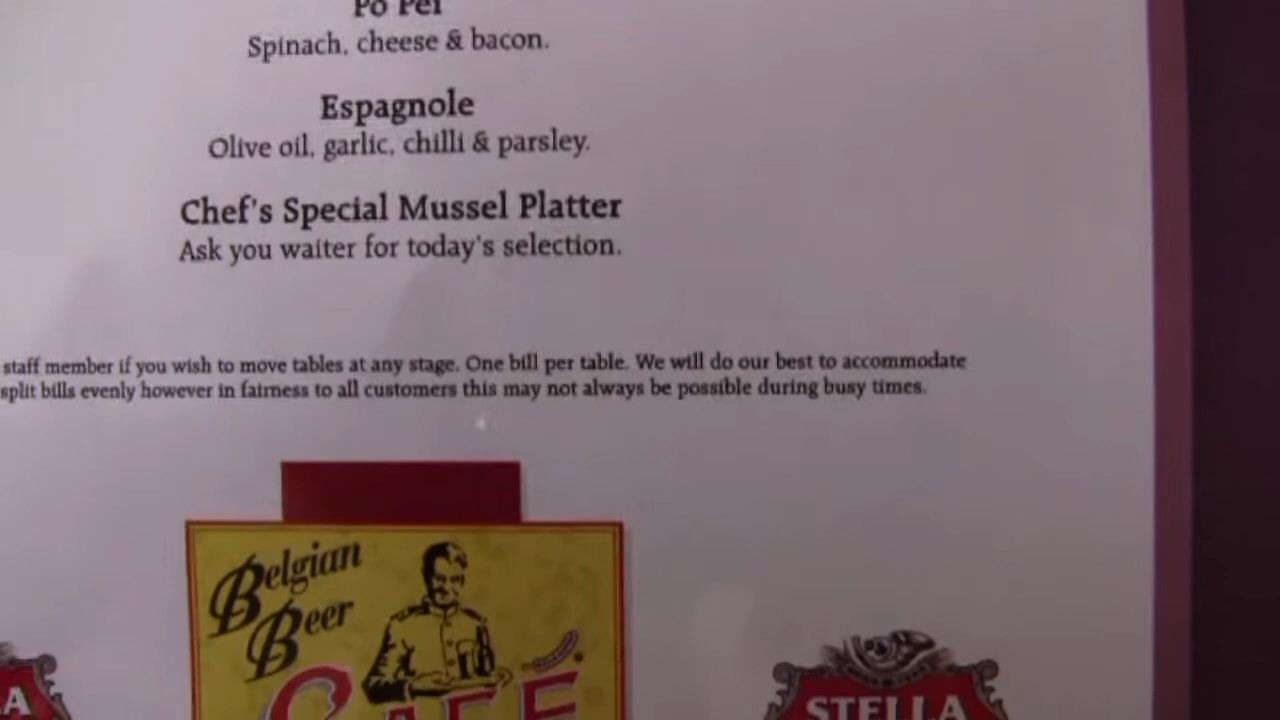 Po Pei
Spinach, cheese & bacon.
Espagnole
Olive oil, garlic, chilli & parsley.
Chef's Special Mussel Platter
Ask you waiter for today's selection.
staff member if you wish to move tables at any stage. One bill per table. We will do our best to accommodate
split bills evenly however in fairness to all customers this may not always be possible during busy times.
Belgian
Beer
CAFÉ
LA
STELLA